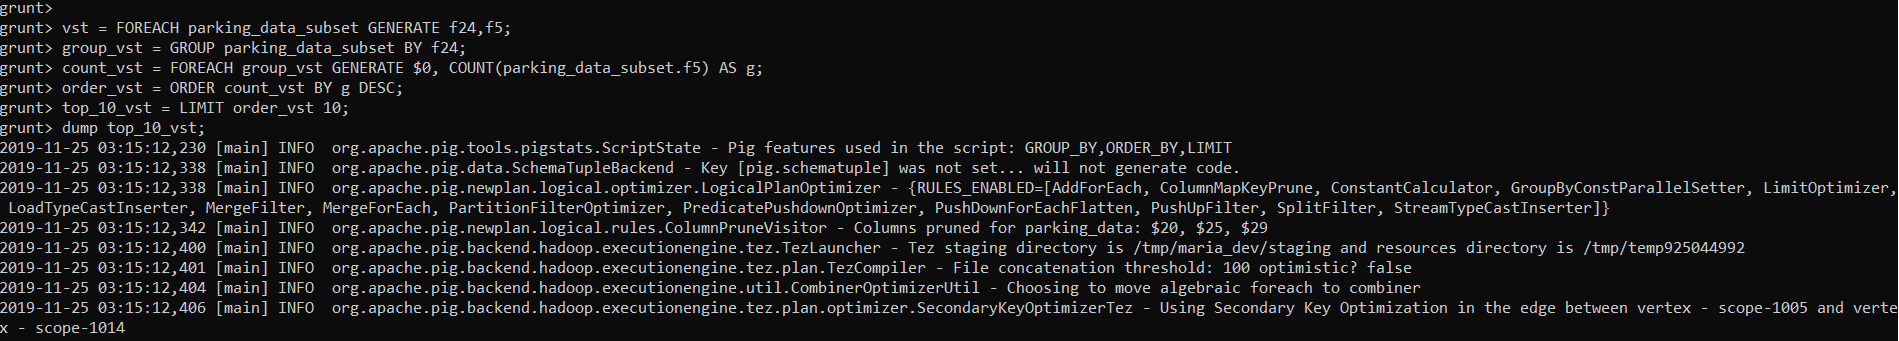 grunt>
grunt> vst = FOREACH parking_data_subset GENERATE f24,f5;
grunt> group_vst = GROUP parking_data_subset BY f24;
grunt> count_vst = FOREACH group_vst GENERATE $0, COUNT(parking_data_subset.f5) AS g;
grunt> order_vst = ORDER count_vst BY g DESC;
grunt> top_10_vst = LIMIT order_vst 10;
grunt> dump top_10_vst;
2019-11-25 03:15:12,230 [main] INFO  org.apache.pig.tools.pigstats.ScriptState - Pig features used in the script: GROUP_BY,ORDER_BY,LIMIT
2019-11-25 03:15:12,338 [main] INFO  org.apache.pig.data.SchemaTupleBackend - Key [pig.schematuple] was not set... will not generate code.
2019-11-25 03:15:12,338 [main] INFO  org.apache.pig.newplan.logical.optimizer.LogicalPlanOptimizer - {RULES_ENABLED=[AddForEach, ColumnMapKeyPrune, ConstantCalculator, GroupByConstParallelSetter, LimitOptimizer,
 LoadTypeCastInserter, MergeFilter, MergeForEach, PartitionFilterOptimizer, PredicatePushdownOptimizer, PushDownForEachFlatten, PushUpFilter, SplitFilter, StreamTypeCastInserter]}
2019-11-25 03:15:12,342 [main] INFO  org.apache.pig.newplan.logical.rules.ColumnPruneVisitor - Columns pruned for parking_data: $20, $25, $29
2019-11-25 03:15:12,400 [main] INFO  org.apache.pig.backend.hadoop.executionengine.tez.TezLauncher - Tez staging directory is /tmp/maria_dev/staging and resources directory is /tmp/temp925044992
2019-11-25 03:15:12,401 [main] INFO  org.apache.pig.backend.hadoop.executionengine.tez.plan.TezCompiler - File concatenation threshold: 100 optimistic? false
2019-11-25 03:15:12,404 [main] INFO  org.apache.pig.backend.hadoop.executionengine.util.CombinerOptimizerUtil - Choosing to move algebraic foreach to combiner
2019-11-25 03:15:12,406 [main] INFO  org.apache.pig.backend.hadoop.executionengine.tez.plan.optimizer.SecondaryKeyOptimizerTez - Using Secondary Key Optimization in the edge between vertex - scope-1005 and verte
x - scope-1014